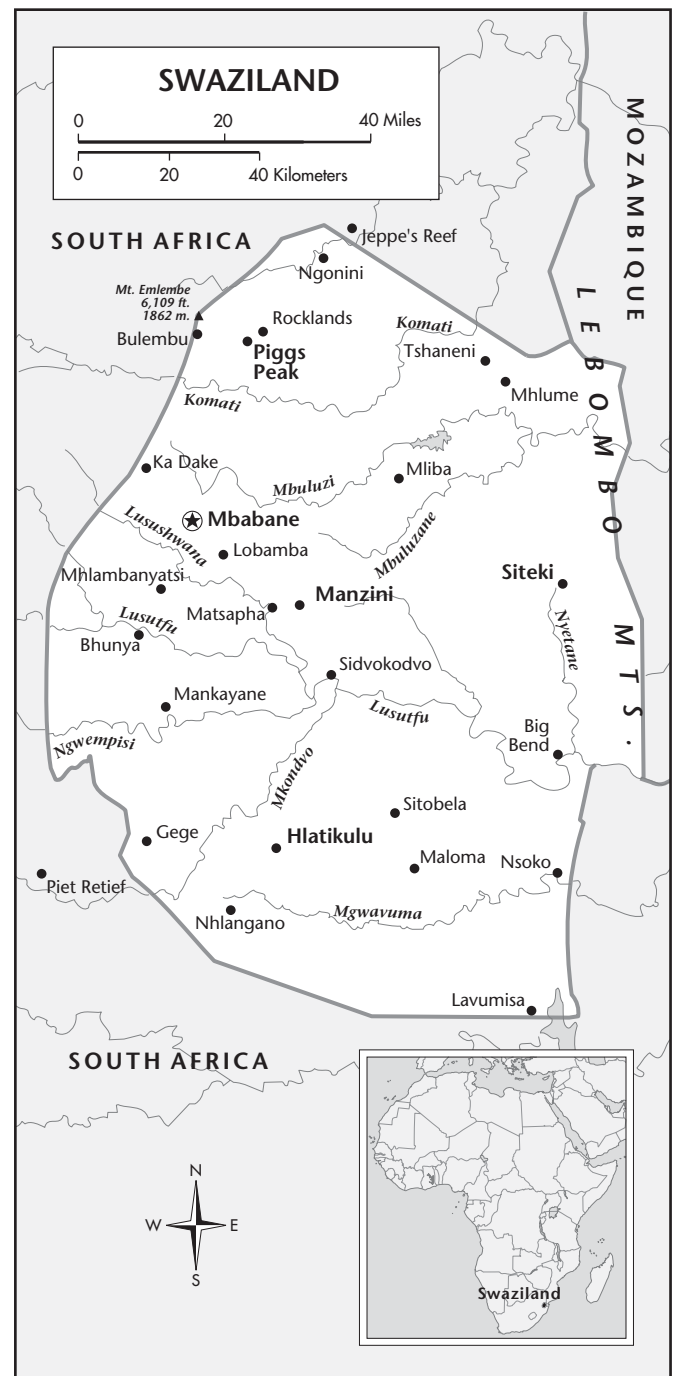 SWAZILAND
0 20 40 Miles
0 20 40 Kilometers
MOZAMBIQUE
SOUTH AFRICA
Jeppe's Reef
Ngonini
Mt. Emlembe
6,109 ft.
1862 m.
Bulembu
Rocklands
Piggs
Peak
Komati
Tshaneni
Mhlume
Komati
LEBOMBO MTS.
Ka Dake
Mliba
Mbuluzi
Mbabane
Lusushwana
Mbuluzane
Lobamba
Siteki
Mhlambanyatsi
Manzini
Matsapha
Lusutfu
Nyetane
Bhunya
Sidvokodvo
Mankayane
Lusutfu
Big
Bend
Ngwempisi
Mkondvo
Sitobela
Gege
Hlatikulu
Maloma
Nsoko
Piet Retief
Nhlangano
Mgwavuma
Lavumisa
SOUTH AFRICA
N
W E
S
Swaziland